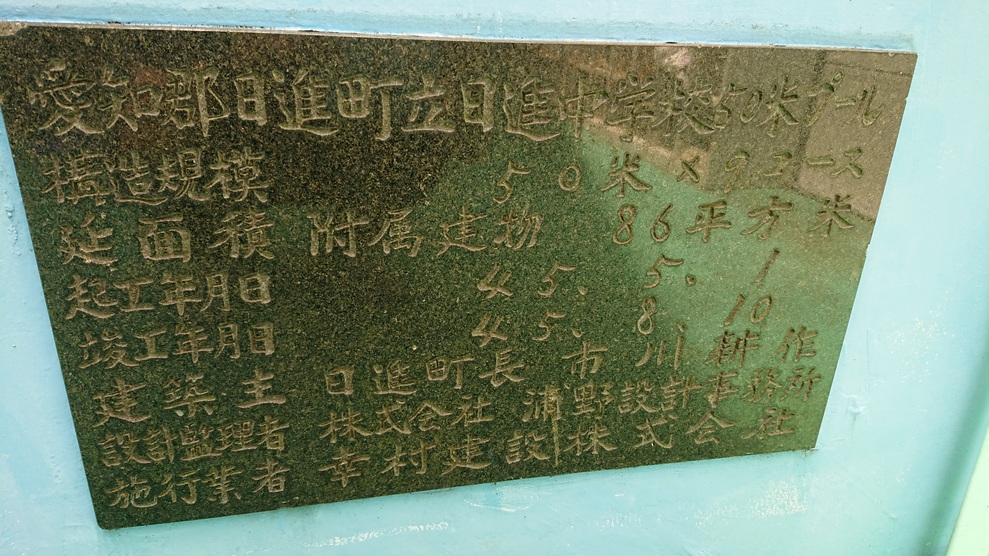 愛知郡日進町立日進中学校50米プール
構造規模 50米×9コース
延面積 附属建物 86平方米
起工年月日 45.5.1
竣工年月日 45.8.10
建築主 日進町長 市川 作
設計監理者 株式会社 浦野設計事務所
施行業者 幸村建設株式会社